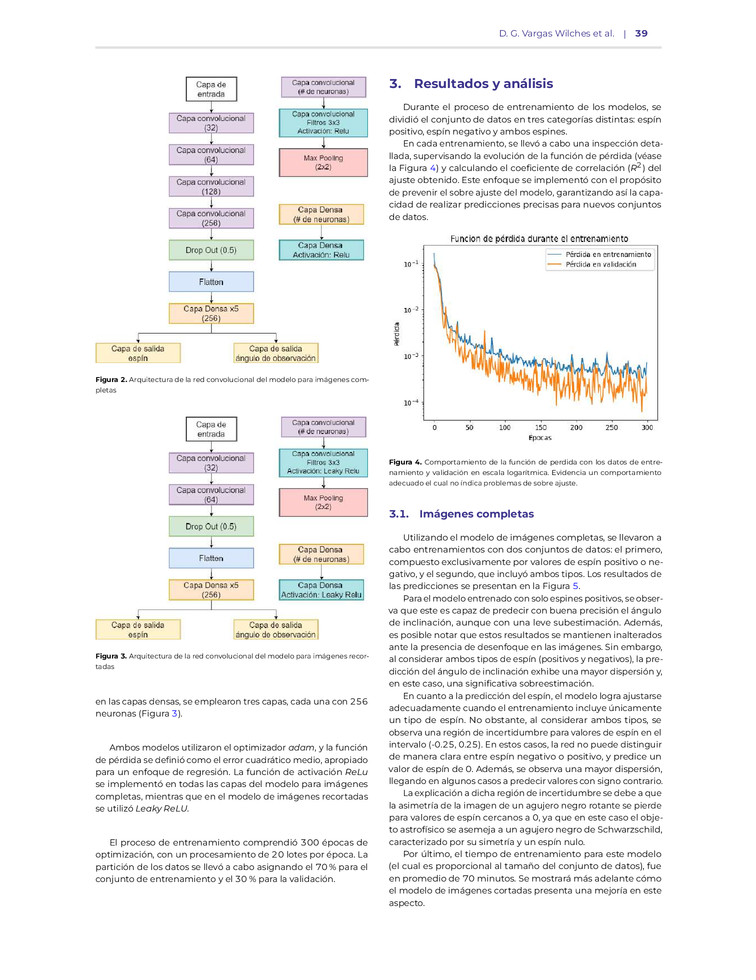 D. G. Vargas Wilches et al. | 39
Capa de
entrada
Capa convolucional
(32)
Capa convolucional
(64)
Capa convolucional
(128)
Capa convolucional
(256)
Drop Out (0.5)
Flatten
Capa Densa x5
(256)
Capa de salida
espín
Capa de salida
ángulo de observación
Capa convolucional
(# de neuronas)
Capa convolucional
Filtros 3x3
Activación: Relu
Max Pooling
(2x2)
Capa Densa
(# de neuronas)
Capa Densa
Activación: Relu
Figura 2. Arquitectura de la red convolucional del modelo para imágenes com-
pletas
Capa de
entrada
Capa convolucional
(32)
Capa convolucional
(64)
Drop Out (0.5)
Flatten
Capa Densa x5
(256)
Capa de salida
espín
Capa de salida
ángulo de observación
Capa convolucional
(# de neuronas)
Capa convolucional
Filtros 3x3
Activación: Leaky Relu
Max Pooling
(2x2)
Capa Densa
(# de neuronas)
Capa Densa
Activación: Leaky Relu
Figura 3. Arquitectura de la red convolucional del modelo para imágenes recor-
tadas
en las capas densas, se emplearon tres capas, cada una con 256
neuronas (Figura 3).
Ambos modelos utilizaron el optimizador adam, y la función
de pérdida se definió como el error cuadrático medio, apropiado
para un enfoque de regresión. La función de activación ReLu
se implementó en todas las capas del modelo para imágenes
completas, mientras que en el modelo de imágenes recortadas
se utilizó Leaky ReLU.
El proceso de entrenamiento comprendió 300 épocas de
optimización, con un procesamiento de 20 lotes por época. La
partición de los datos se llevó a cabo asignando el 70 % para el
conjunto de entrenamiento y el 30 % para la validación.
3. Resultados y análisis
Durante el proceso de entrenamiento de los modelos, se
dividió el conjunto de datos en tres categorías distintas: espín
positivo, espín negativo y ambos espines.
En cada entrenamiento, se llevó a cabo una inspección deta-
llada, supervisando la evolución de la función de pérdida (véase
la Figura 4) y calculando el coeficiente de correlación (R²) del
ajuste obtenido. Este enfoque se implementó con el propósito
de prevenir el sobre ajuste del modelo, garantizando así la capa-
cidad de realizar predicciones precisas para nuevos conjuntos
de datos.
Funcion de pérdida durante el entrenamiento
Pérdida en entrenamiento
Pérdida en validación
10⁻¹
10⁻²
10⁻³
10⁻⁴
Pérdida
0 50 100 150 200 250 300
Epocas
Figura 4. Comportamiento de la función de perdida con los datos de entre-
namiento y validación en escala logarítmica. Evidencia un comportamiento
adecuado el cual no índica problemas de sobre ajuste.
3.1. Imágenes completas
Utilizando el modelo de imágenes completas, se llevaron a
cabo entrenamientos con dos conjuntos de datos: el primero,
compuesto exclusivamente por valores de espín positivo o ne-
gativo, y el segundo, que incluyó ambos tipos. Los resultados de
las predicciones se presentan en la Figura 5.
Para el modelo entrenado con solo espines positivos, se obser-
va que este es capaz de predecir con buena precisión el ángulo
de inclinación, aunque con una leve subestimación. Además,
es posible notar que estos resultados se mantienen inalterados
ante la presencia de desenfoque en las imágenes. Sin embargo,
al considerar ambos tipos de espín (positivos y negativos), la pre-
dicción del ángulo de inclinación exhibe una mayor dispersión y,
en este caso, una significativa sobreestimación.
En cuanto a la predicción del espín, el modelo logra ajustarse
adecuadamente cuando el entrenamiento incluye únicamente
un tipo de espín. No obstante, al considerar ambos tipos, se
observa una región de incertidumbre para valores de espín en el
intervalo (-0.25, 0.25). En estos casos, la red no puede distinguir
de manera clara entre espín negativo o positivo, y predice un
valor de espín de 0. Además, se observa una mayor dispersión,
llegando en algunos casos a predecir valores con signo contrario.
La explicación a dicha región de incertidumbre se debe a que
la asimetría de la imagen de un agujero negro rotante se pierde
para valores de espín cercanos a 0, ya que en este caso el obje-
to astrofísico se asemeja a un agujero negro de Schwarzschild,
caracterizado por su simetría y un espín nulo.
Por último, el tiempo de entrenamiento para este modelo
(el cual es proporcional al tamaño del conjunto de datos), fue
en promedio de 70 minutos. Se mostrará más adelante cómo
el modelo de imágenes cortadas presenta una mejoría en este
aspecto.